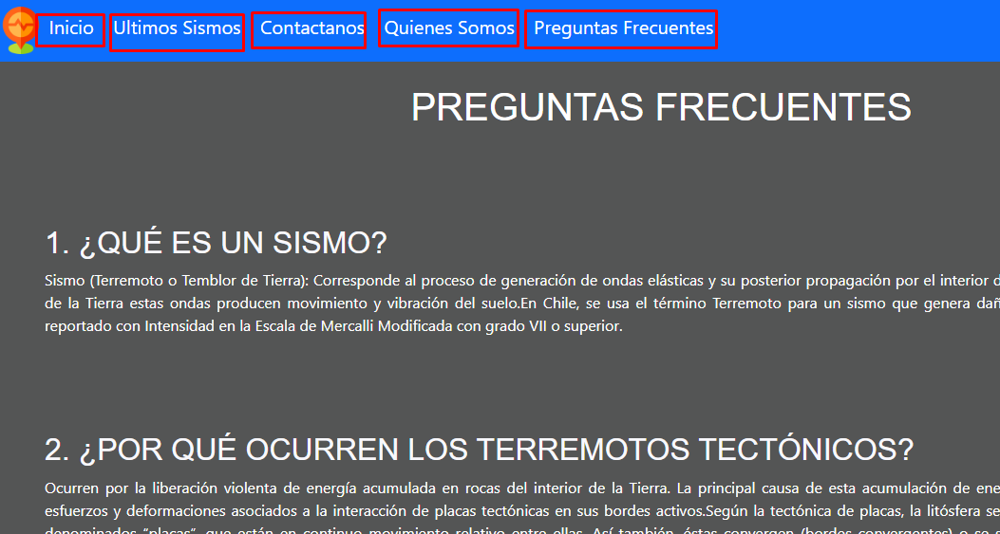 Inicio Ultimos Sismos Contactanos Quienes Somos Preguntas Frecuentes
PREGUNTAS FRECUENTES
1. ¿QUÉ ES UN SISMO?
Sismo (Terremoto o Temblor de Tierra): Corresponde al proceso de generación de ondas elásticas y su posterior propagación por el interior
de la Tierra estas ondas producen movimiento y vibración del suelo.En Chile, se usa el término Terremoto para un sismo que genera
reportado con Intensidad en la Escala de Mercalli Modificada con grado VII o superior.
2. ¿POR QUÉ OCURREN LOS TERREMOTOS TECTÓNICOS?
Ocurren por la liberación violenta de energía acumulada en rocas del interior de la Tierra. La principal causa de esta acumulación de
esfuerzos y deformaciones asociados a la interacción de placas tectónicas en sus bordes activos.Según la tectónica de placas, la litósfera se
denominados "placas", que están en continuo movimiento relativo entre ellas. Así también, éstas convergen (bordes convergentes) o se